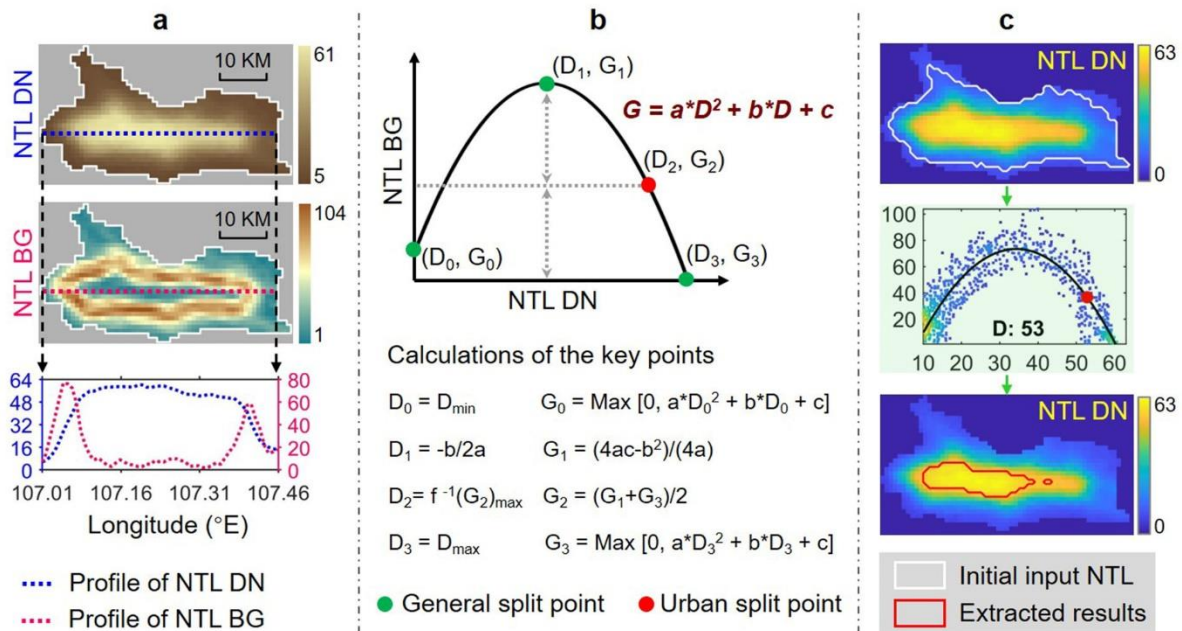 a
NTL DN
10 KM
61
5
NTL BG
10 KM
104
1
64
48
32
16
0
80
60
40
20
0
107.01 107.16 107.31 107.46
Longitude (°E)
Profile of NTL DN
Profile of NTL BG
b
NTL BG
(D₁, G₁)
G = a*D² + b*D + c
(D₂, G₂)
(D₀, G₀)
(D₃, G₃)
NTL DN
Calculations of the key points
D₀ = Dmin G₀ = Max [0, a*D₀² + b*D₀ + c]
D₁ = -b/2a G₁ = (4ac-b²)/(4a)
D₂= f ⁻¹(G₂)max G₂ = (G₁+G₃)/2
D₃ = Dmax G₃ = Max [0, a*D₃² + b*D₃ + c]
General split point Urban split point
c
NTL DN
63
0
100
80
60
40
20
D: 53
10 20 30 40 50 60
NTL DN
63
0
Initial input NTL
Extracted results